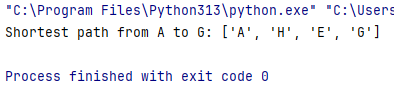 "C:\Program Files\Python313\python.exe" "C:\Users
Shortest path from A to G: ['A', 'H', 'E', 'G']
Process finished with exit code 0